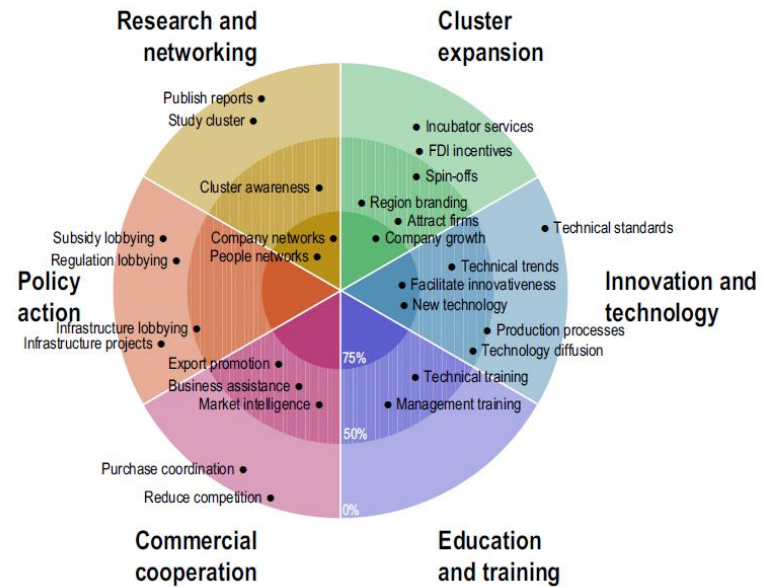 Research and
networking
Cluster
expansion
Publish reports
Study cluster
Cluster awareness
Company networks
People networks
Incubator services
FDI incentives
Spin-offs
Region branding
Attract firms
Company growth
Policy
action
Subsidy lobbying
Regulation lobbying
Infrastructure lobbying
Infrastructure projects
Innovation and
technology
Technical standards
Technical trends
Facilitate innovativeness
New technology
Production processes
Technology diffusion
Export promotion
Business assistance
Market intelligence
Purchase coordination
Reduce competition
75%
50%
0%
Technical training
Management training
Commercial
cooperation
Education
and training